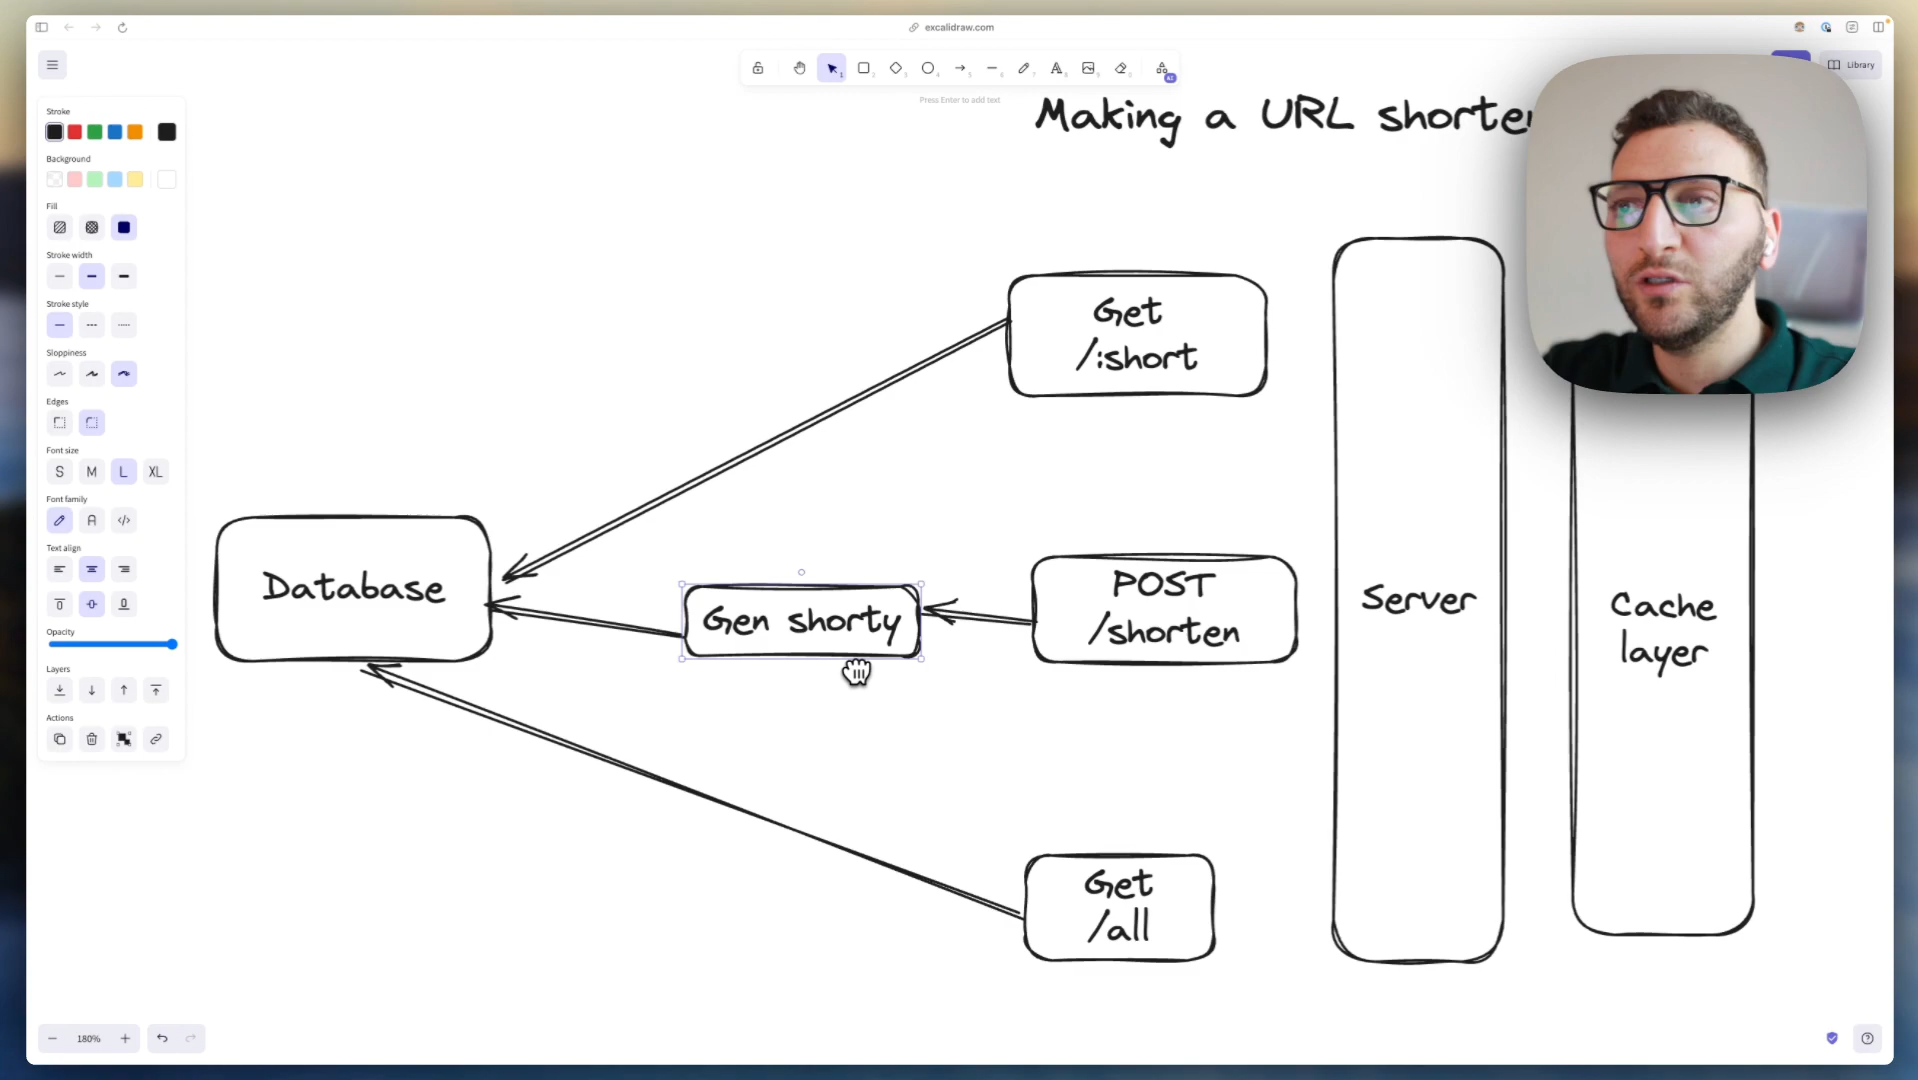 excalidraw.com
Library
Press Enter to add text
Making a URL shorten
Stroke
Background
Fill
Stroke width
Stroke style
Sloppiness
Edges
Font size
S M L XL
Font family
Text align
Opacity
Layers
Actions
Get
/:short
Database
Gen shorty
POST
/shorten
Server
Cache
layer
Get
/all
180%